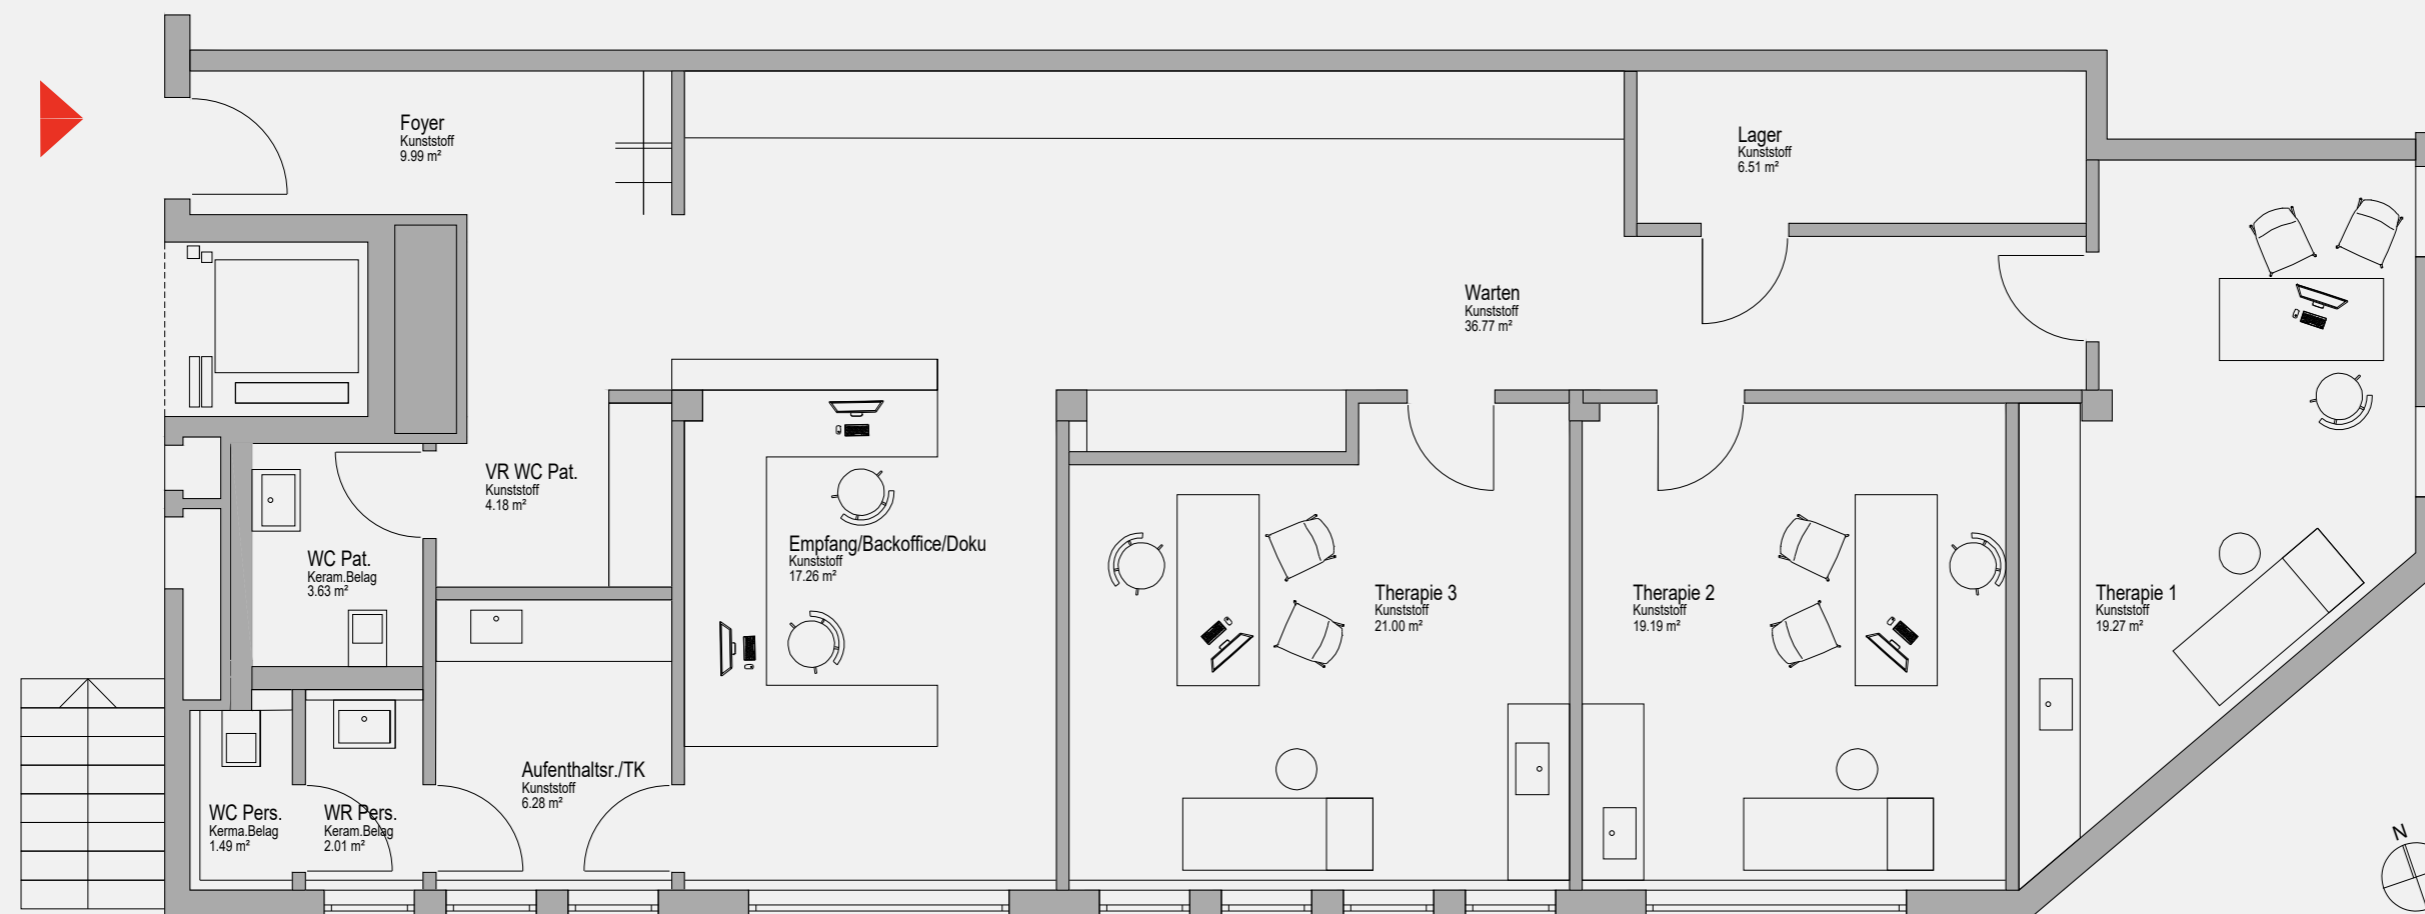 Foyer
Kunststoff
9.99 m²
Lager
Kunststoff
6.51 m²
Warten
Kunststoff
36.77 m²
VR WC Pat.
Kunststoff
4.18 m²
WC Pat.
Keram.Belag
3.63 m²
Empfang/Backoffice/Doku
Kunststoff
17.26 m²
Therapie 3
Kunststoff
21.00 m²
Therapie 2
Kunststoff
19.19 m²
Therapie 1
Kunststoff
19.27 m²
Aufenthaltsr./TK
Kunststoff
6.28 m²
WC Pers.
Kerma.Belag
1.49 m²
WR Pers.
Keram.Belag
2.01 m²
N